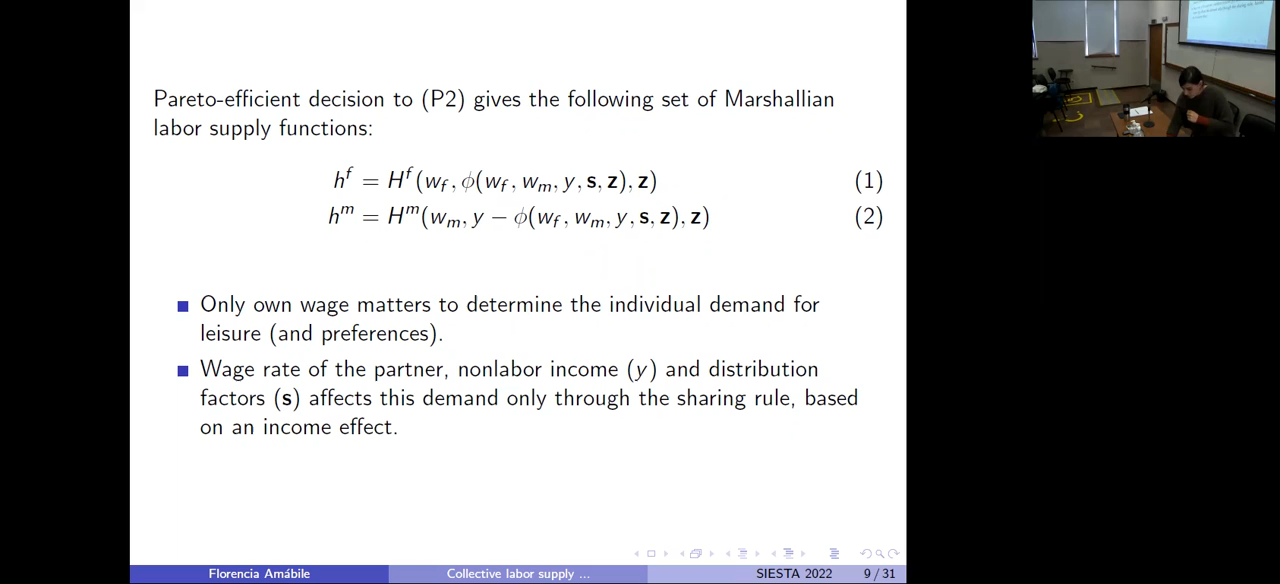 Pareto-efficient decision to (P2) gives the following set of Marshallian
labor supply functions:
h^f = H^f(w_f, ϕ(w_f, w_m, y, s, z), z) (1)
h^m = H^m(w_m, y − ϕ(w_f, w_m, y, s, z), z) (2)
Only own wage matters to determine the individual demand for
leisure (and preferences).
Wage rate of the partner, nonlabor income (y) and distribution
factors (s) affects this demand only through the sharing rule, based
on an income effect.
Florencia Amábile Collective labor supply ... SIESTA 2022 9 / 31